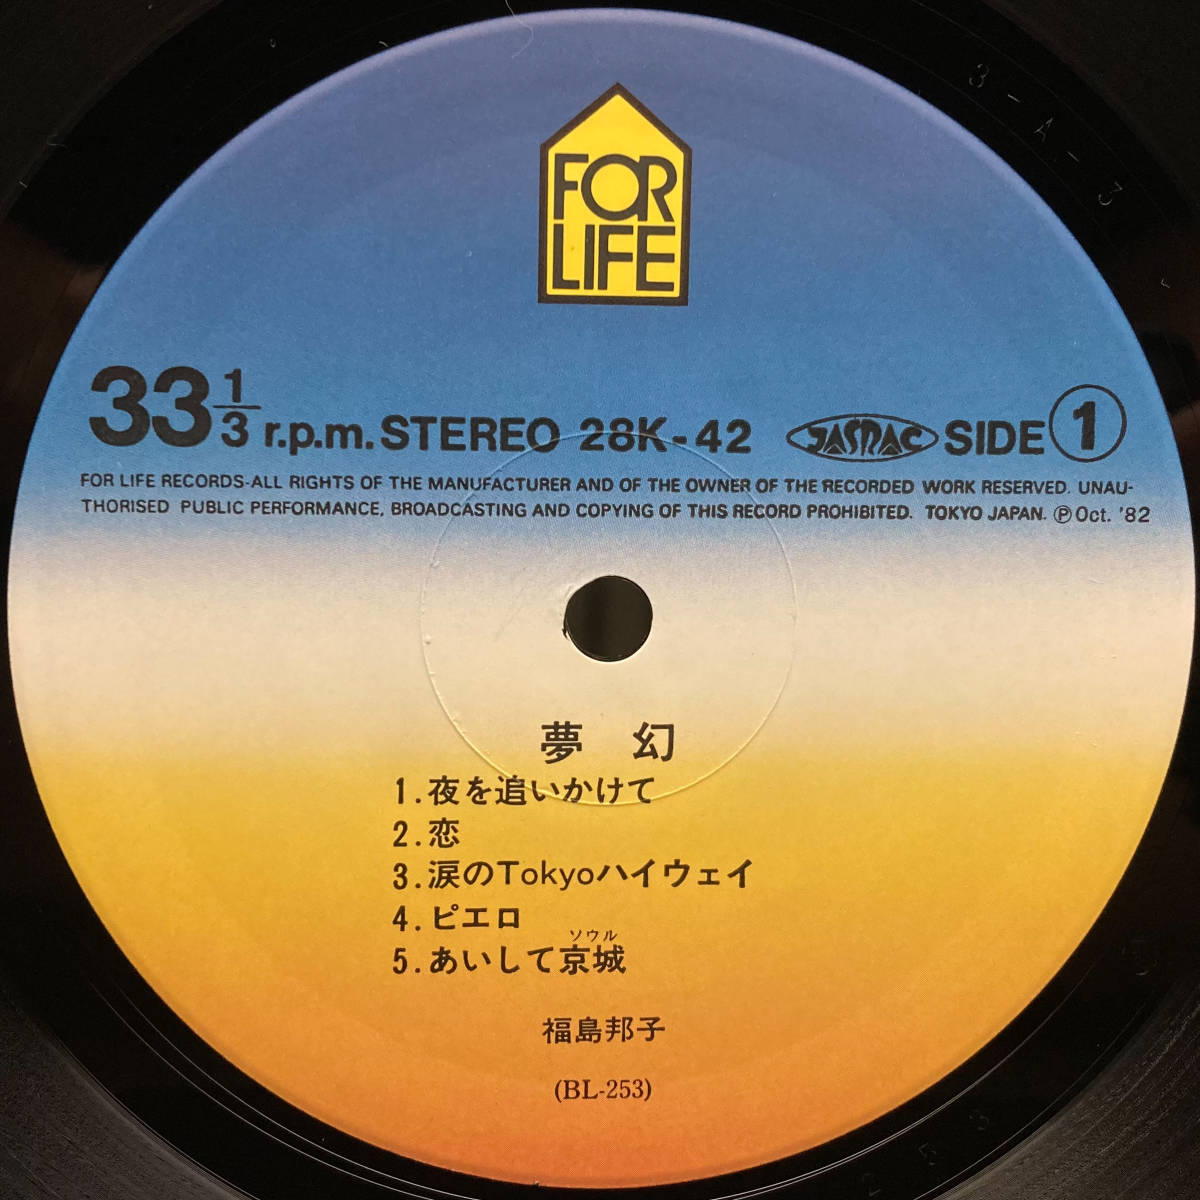 FOR
LIFE
3-A-3
33 1/3 r.p.m. STEREO 28K-42 JASRAC SIDE 1
FOR LIFE RECORDS-ALL RIGHTS OF THE MANUFACTURER AND OF THE OWNER OF THE RECORDED WORK RESERVED. UNAU-
THORISED PUBLIC PERFORMANCE, BROADCASTING AND COPYING OF THIS RECORD PROHIBITED. TOKYO JAPAN. ℗ Oct. '82
夢 幻
1. 夜を追いかけて
2. 恋
3. 涙のTokyoハイウェイ
4. ピエロ
ソウル
5. あいして京城
福島邦子
(BL-253)